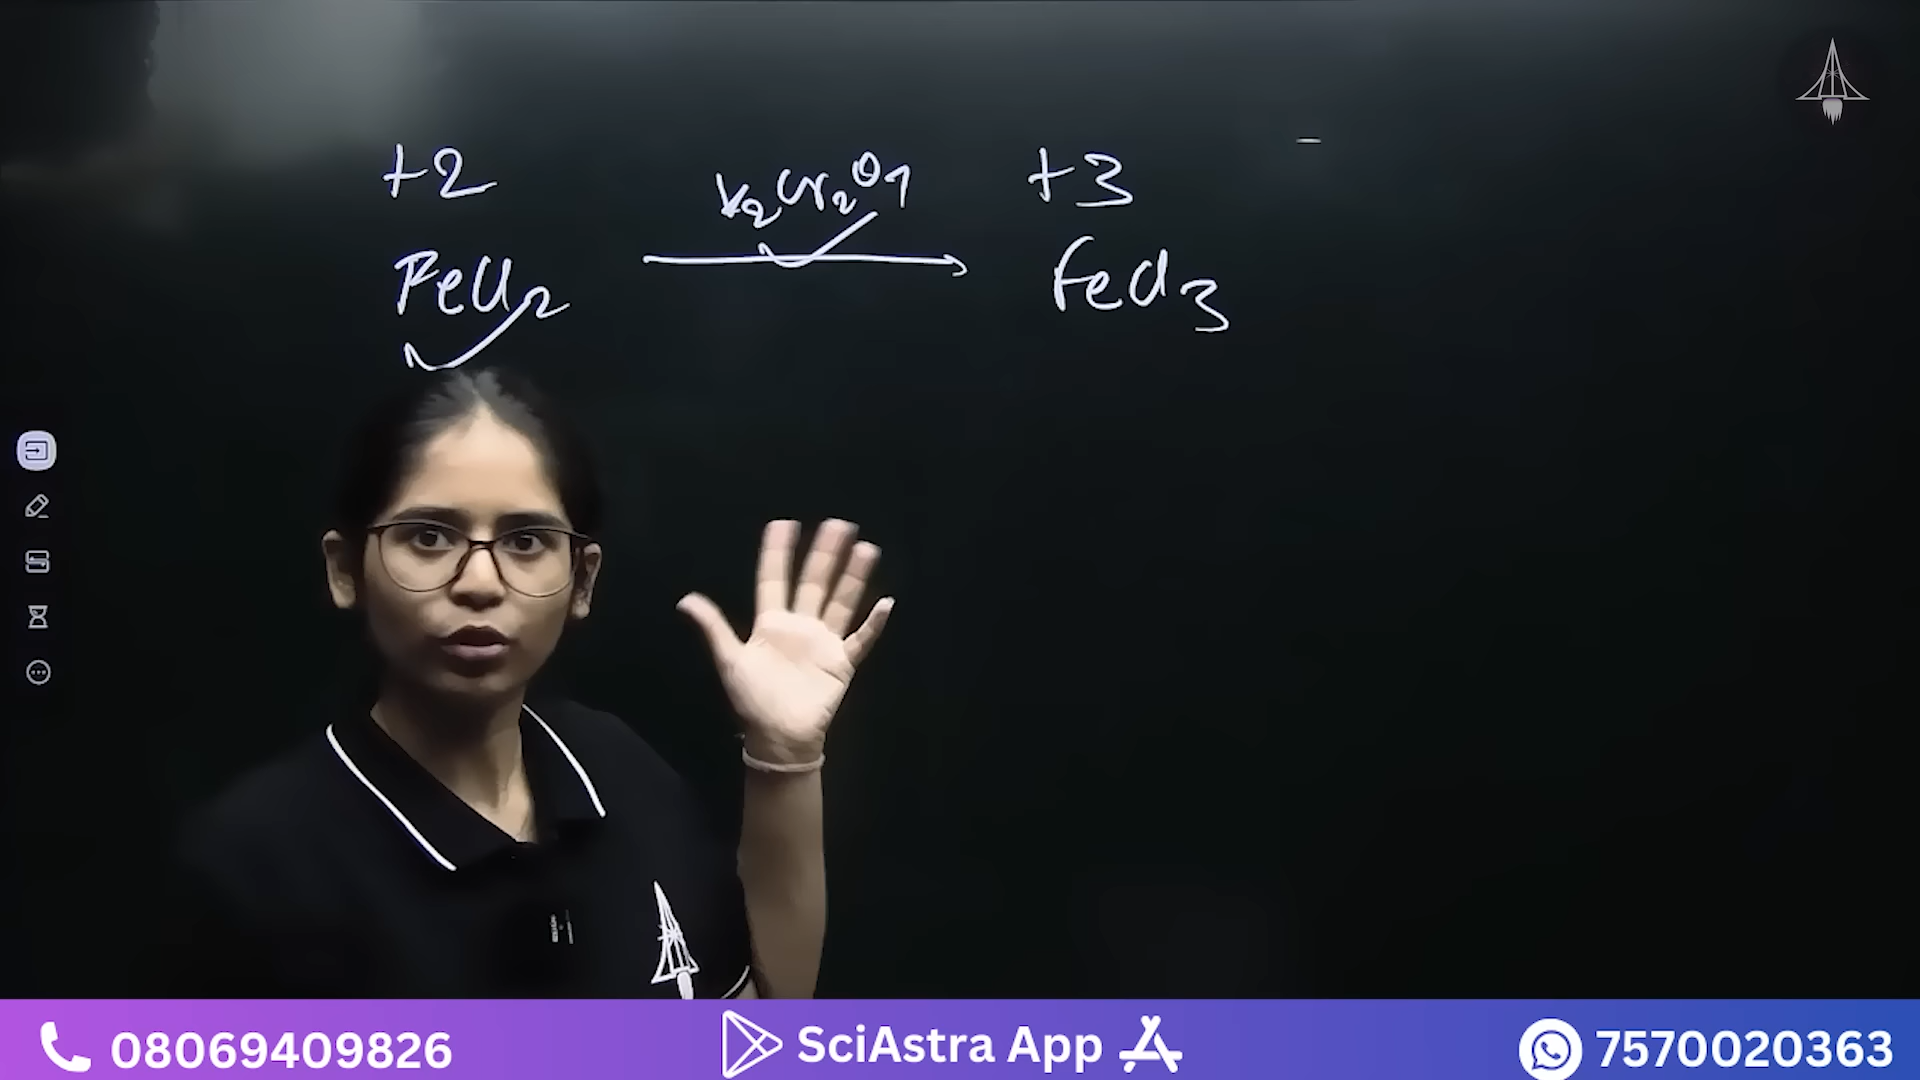 +2 K2Cr2O7 +3
FeCl2 → FeCl3
08069409826 SciAstra App 7570020363